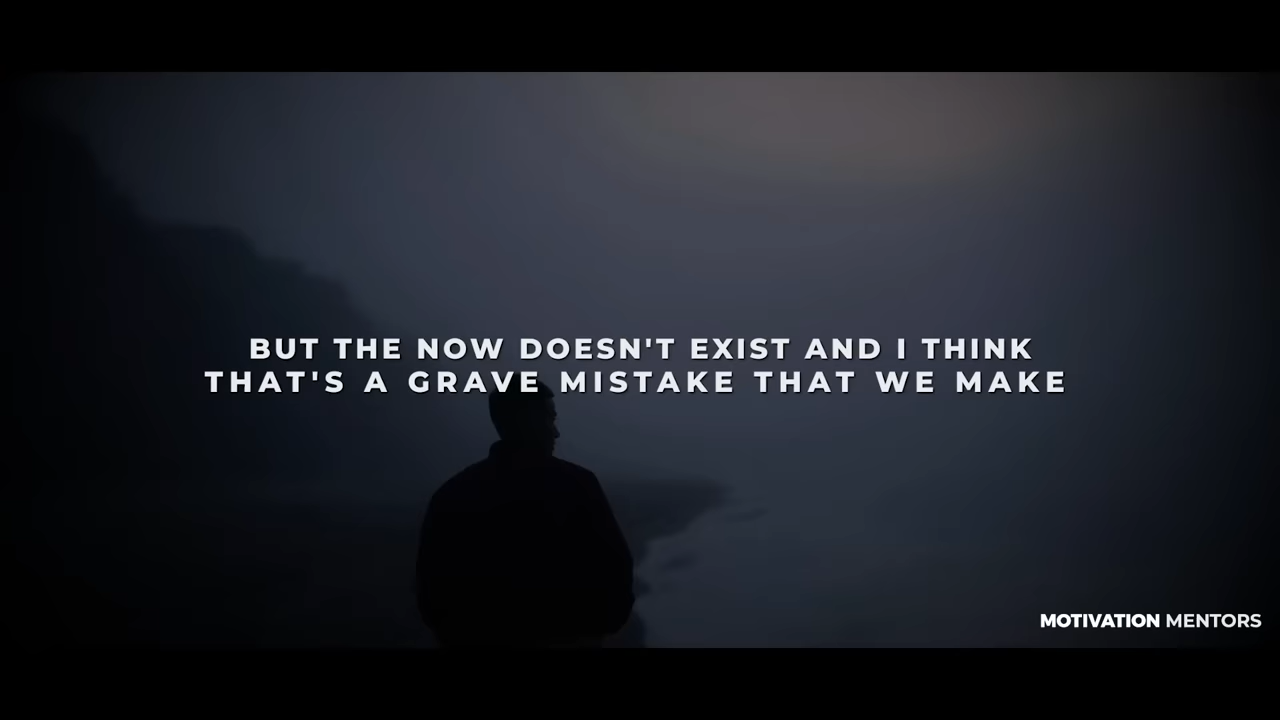 BUT THE NOW DOESN'T EXIST AND I THINK
THAT'S A GRAVE MISTAKE THAT WE MAKE
MOTIVATION MENTORS